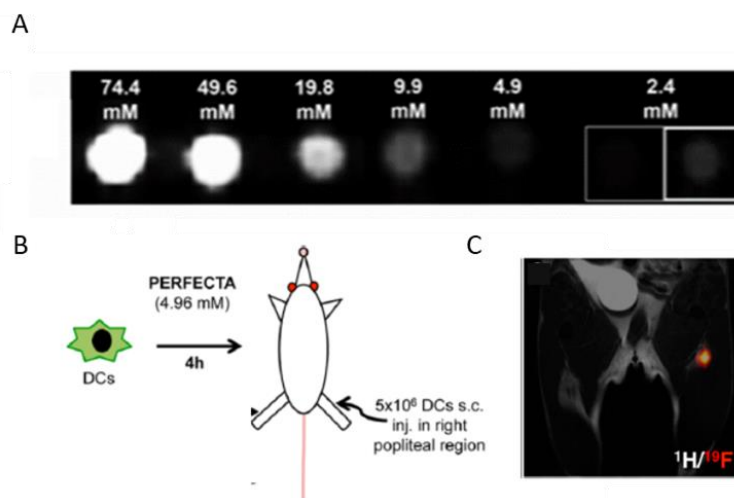 A
74.4 49.6 19.8 9.9 4.9 2.4
mM mM mM mM mM mM
B
PERFECTA
(4.96 mM)
4h
DCs
5x10⁶ DCs s.c.
inj. in right
popliteal region
C
¹H/¹⁹F